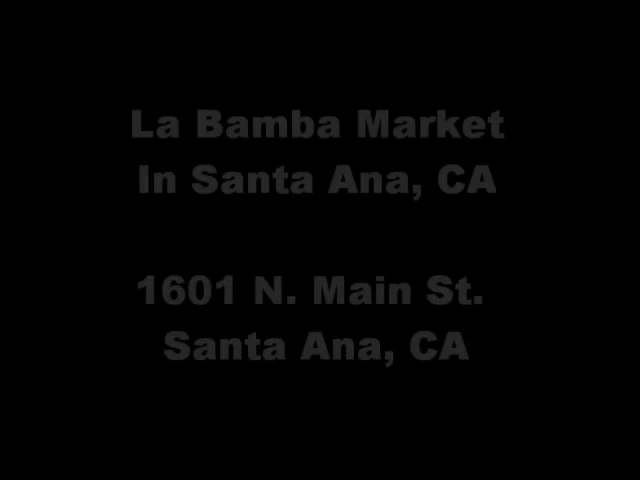 La Bamba Market
In Santa Ana, CA
1601 N. Main St.
Santa Ana, CA